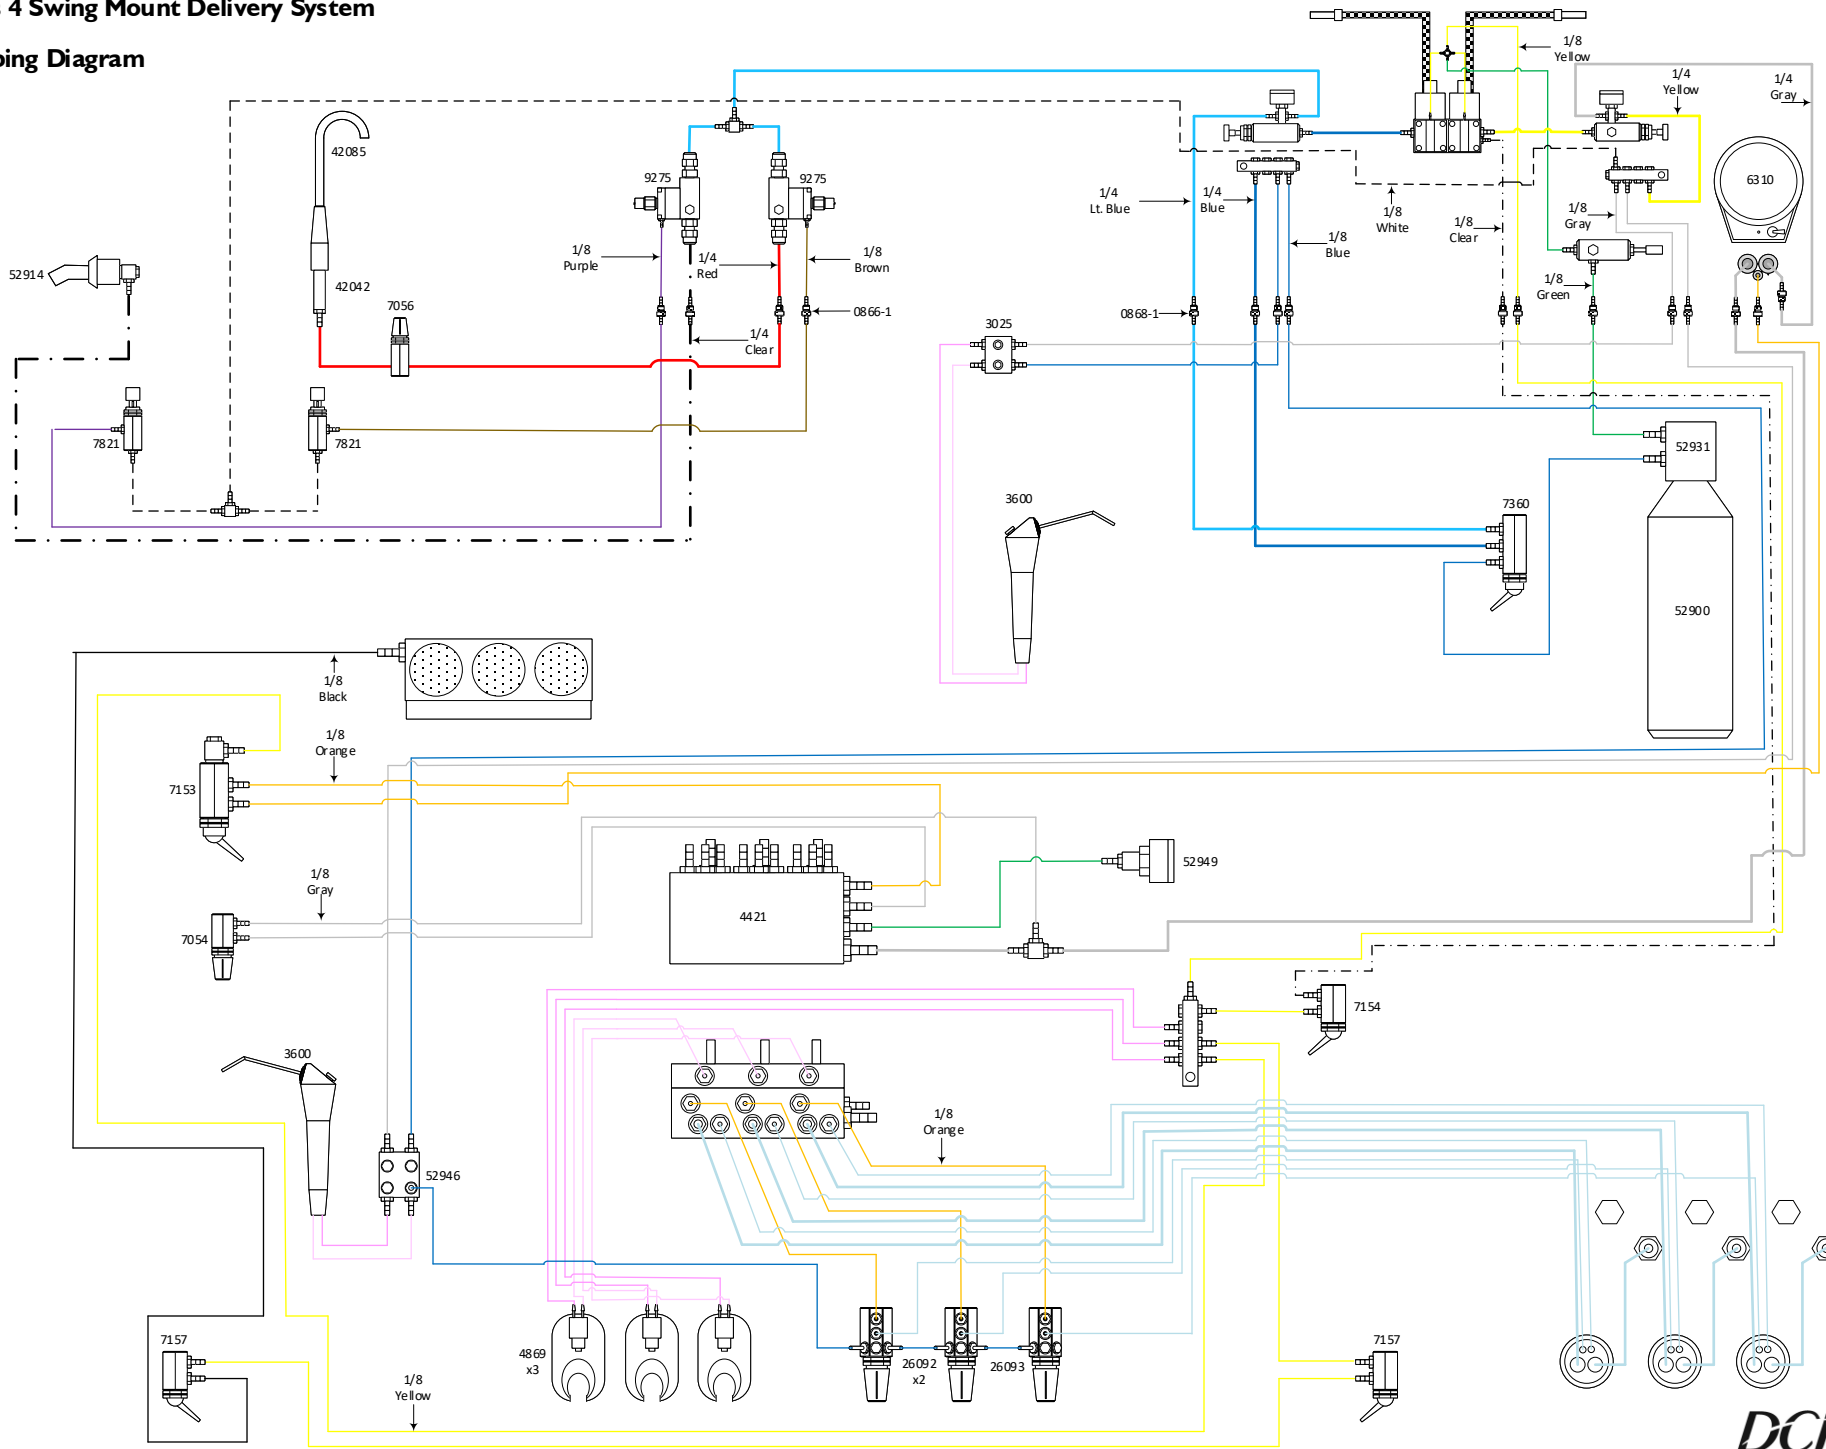 4 Swing Mount Delivery System
Diagram
1/8
Yellow
1/4
Yellow
1/4
Gray
42085
9275
9275
6310
1/4
Lt. Blue
1/4
Blue
1/8
White
1/8
Clear
1/8
Gray
1/8
Blue
1/8
Purple
1/4
Red
1/8
Brown
52914
42042
7056
1/8
Green
0866-1
0868-1
3025
1/4
Clear
7821
7821
52931
3600
7360
52900
1/8
Black
1/8
Orange
7153
52949
1/8
Gray
4421
7054
7154
3600
1/8
Orange
52946
7157
4869
x3
26092
x2
26093
7157
1/8
Yellow